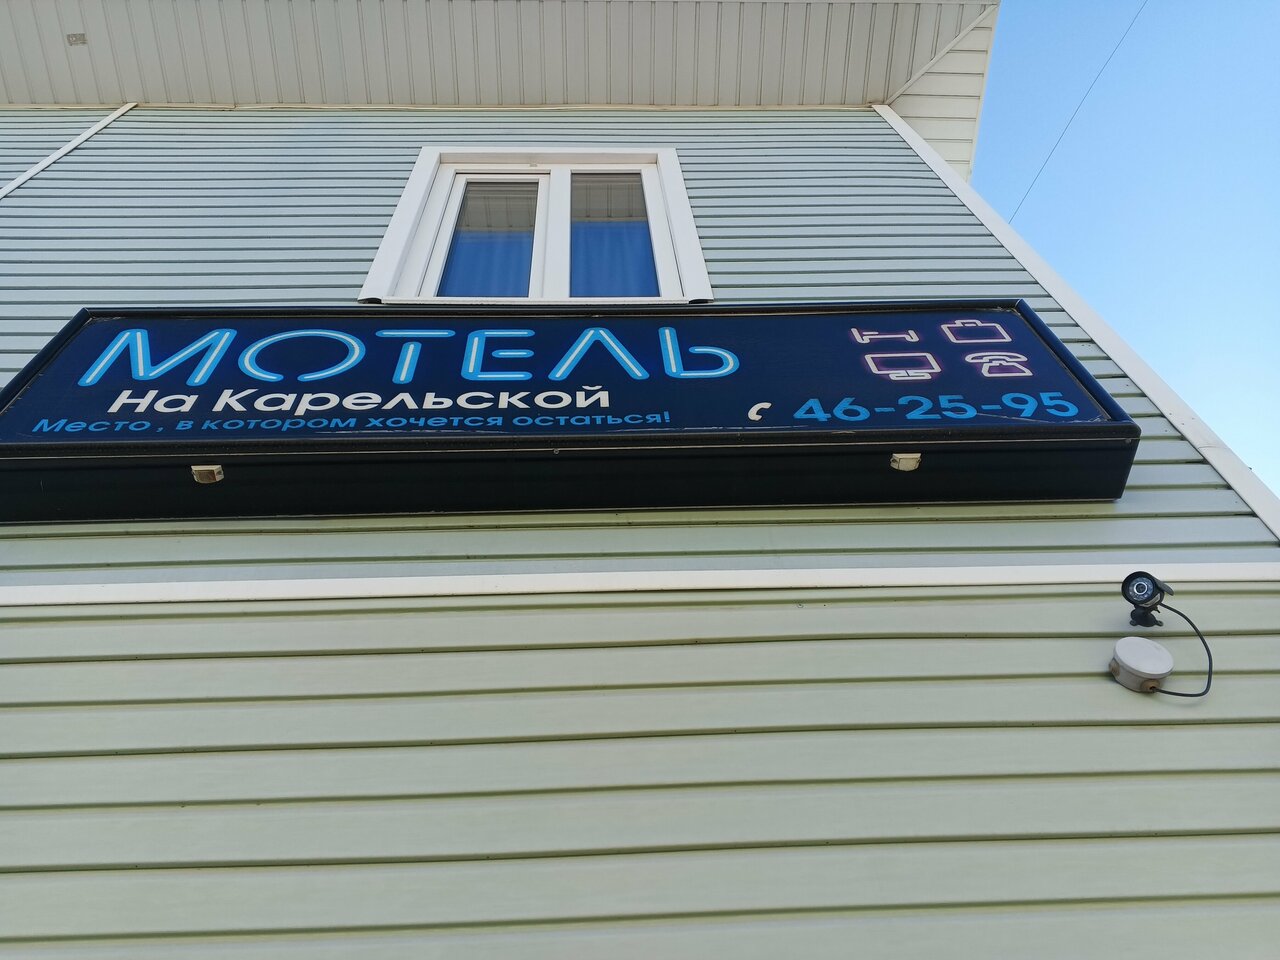 МОТЕЛЬ
На Карельской
Место, в котором хочется остаться!
46-25-95